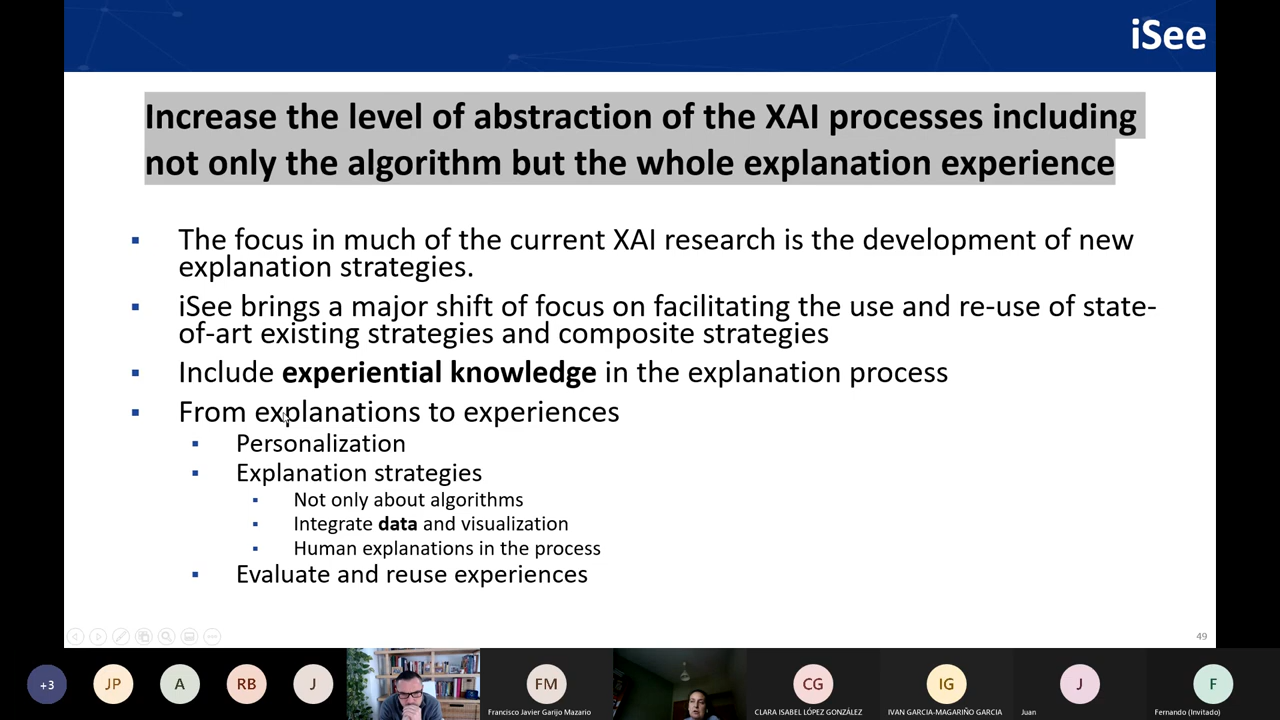 iSee
Increase the level of abstraction of the XAI processes including
not only the algorithm but the whole explanation experience
▪ The focus in much of the current XAI research is the development of new
explanation strategies.
▪ iSee brings a major shift of focus on facilitating the use and re-use of state-
of-art existing strategies and composite strategies
▪ Include experiential knowledge in the explanation process
▪ From explanations to experiences
▪ Personalization
▪ Explanation strategies
▪ Not only about algorithms
▪ Integrate data and visualization
▪ Human explanations in the process
▪ Evaluate and reuse experiences
49
+3 JP A RB J FM CG IG J F
Francisco Javier Garijo Mazario CLARA ISABEL LÓPEZ GONZÁLEZ IVAN GARCIA-MAGARIÑO GARCIA Juan Fernando (Invitado)